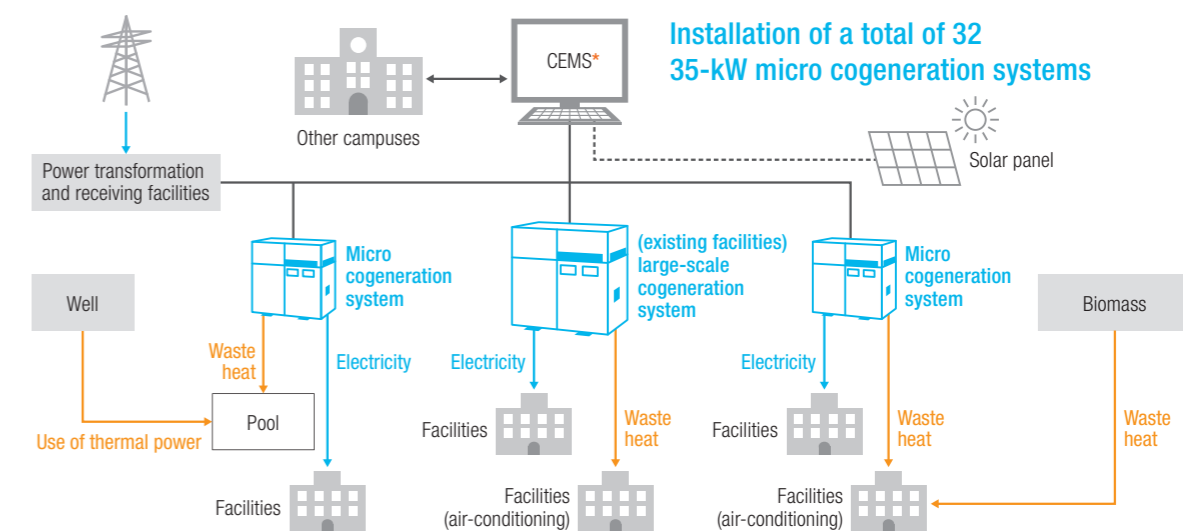 Installation of a total of 32
35-kW micro cogeneration systems
CEMS*
Other campuses
Solar panel
Power transformation
and receiving facilities
Micro
cogeneration
system
(existing facilities)
large-scale
cogeneration
system
Micro
cogeneration
system
Well
Biomass
Waste
heat
Electricity
Electricity
Electricity
Pool
Use of thermal power
Facilities
Waste
heat
Facilities
Waste
heat
Waste
heat
Facilities
Facilities
(air-conditioning)
Facilities
(air-conditioning)